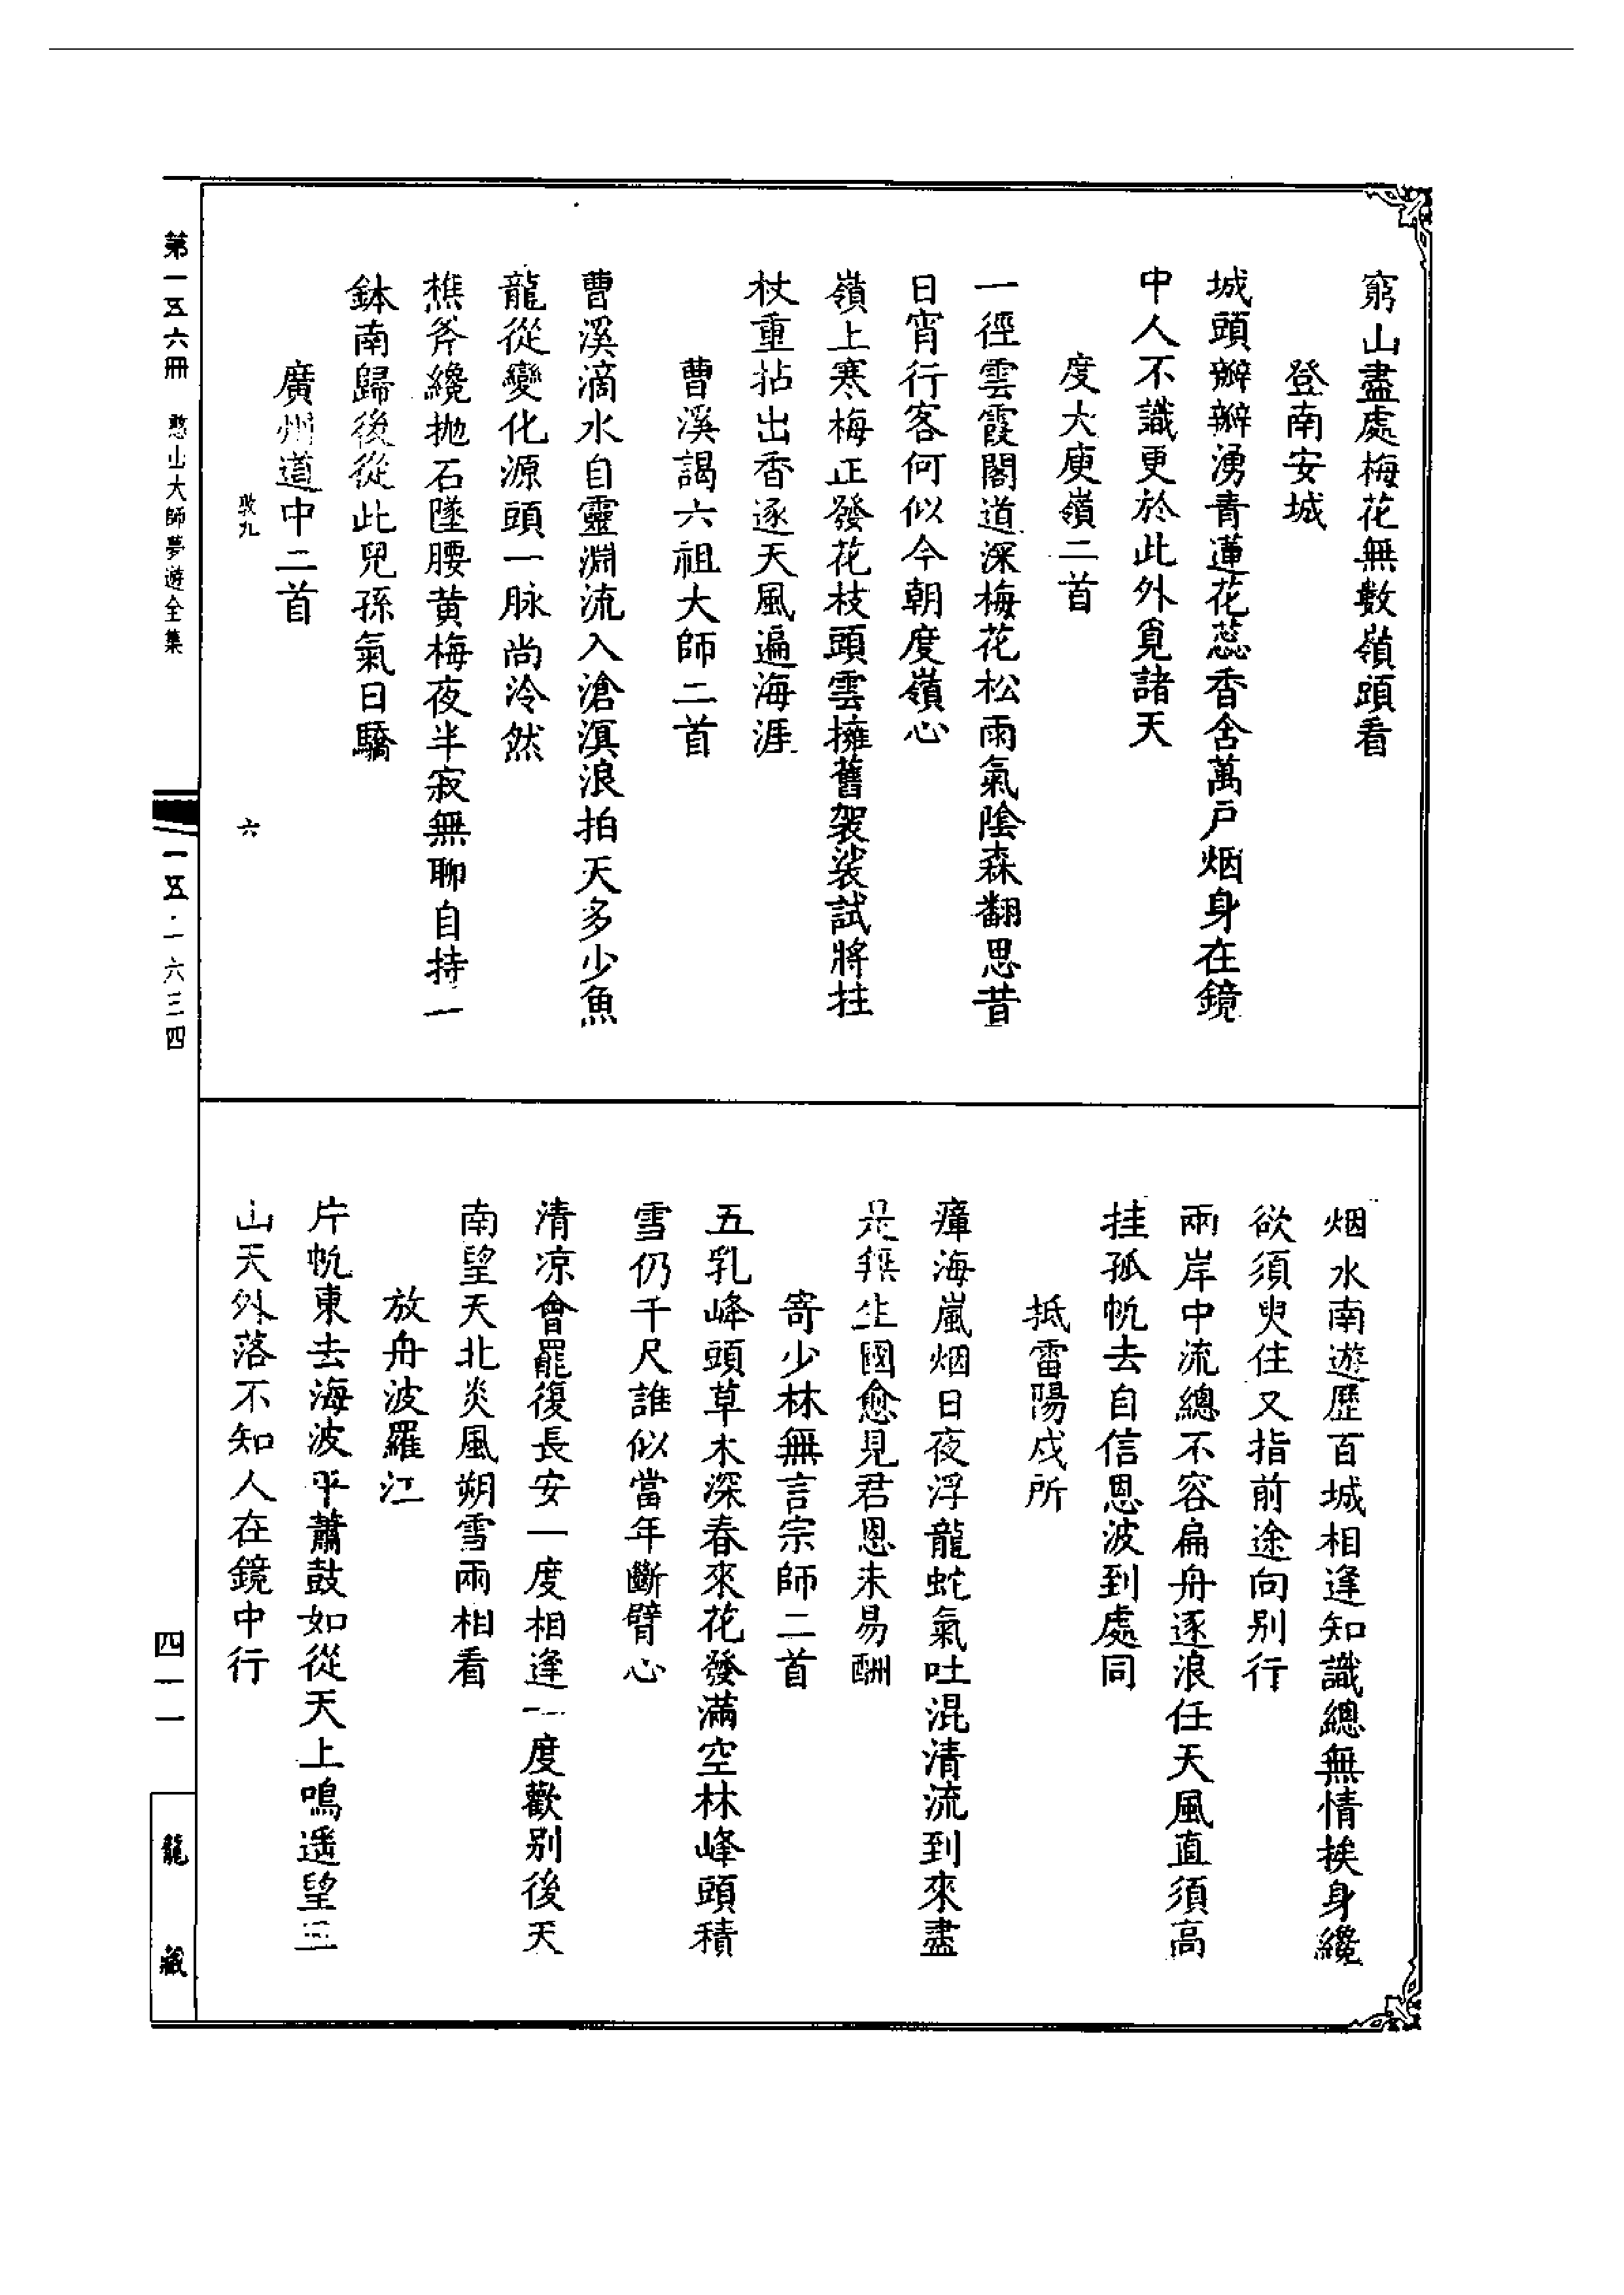 窮山盡處梅花無數嶺頭看
登南安城
城頭瓣瓣湧青蓮花蕊香含萬戶烟身在鏡
中人不識更於此外覓諸天
度大庾嶺二首
一徑雲霞閣道深梅花松雨氣陰森翻思昔
日宵行客何似今朝度嶺心
嶺上寒梅正發花枝頭雲擁舊袈裟試將拄
杖重拈出香逐天風遍海涯
曹溪謁六祖大師二首
曹溪滴水自靈淵流入滄溟浪拍天多少魚
龍從變化源頭一脉尚泠然
樵斧纔抛石墜腰黄梅夜半寂無聊自持一
鉢南歸後從此兒孫氣日驕
廣州道中二首
九 六
烟水南遊歷百城相逢知識總無情挨身纔
欲須臾住又指前途向别行
兩岸中流總不容扁舟逐浪任天風直須高
挂孤帆去自信恩波到處同
抵雷陽戍所
瘴海嵐烟日夜浮龍蛇氣吐混清流到來盡
是無生國愈見君恩未易酬
寄少林無言宗師二首
五乳峰頭草木深春來花發滿空林峰頭積
雪仍千尺誰似當年斷臂心
清凉會罷復長安一度相逢一度歡别後天
南望天北炎風朔雪兩相看
放舟波羅江
片帆東去海波平蕭鼓如從天上鳴遥望三
山天外落不知人在鏡中行
第一五六冊 憨山大師夢遊全集
一五·一六三四
四一一
龍藏